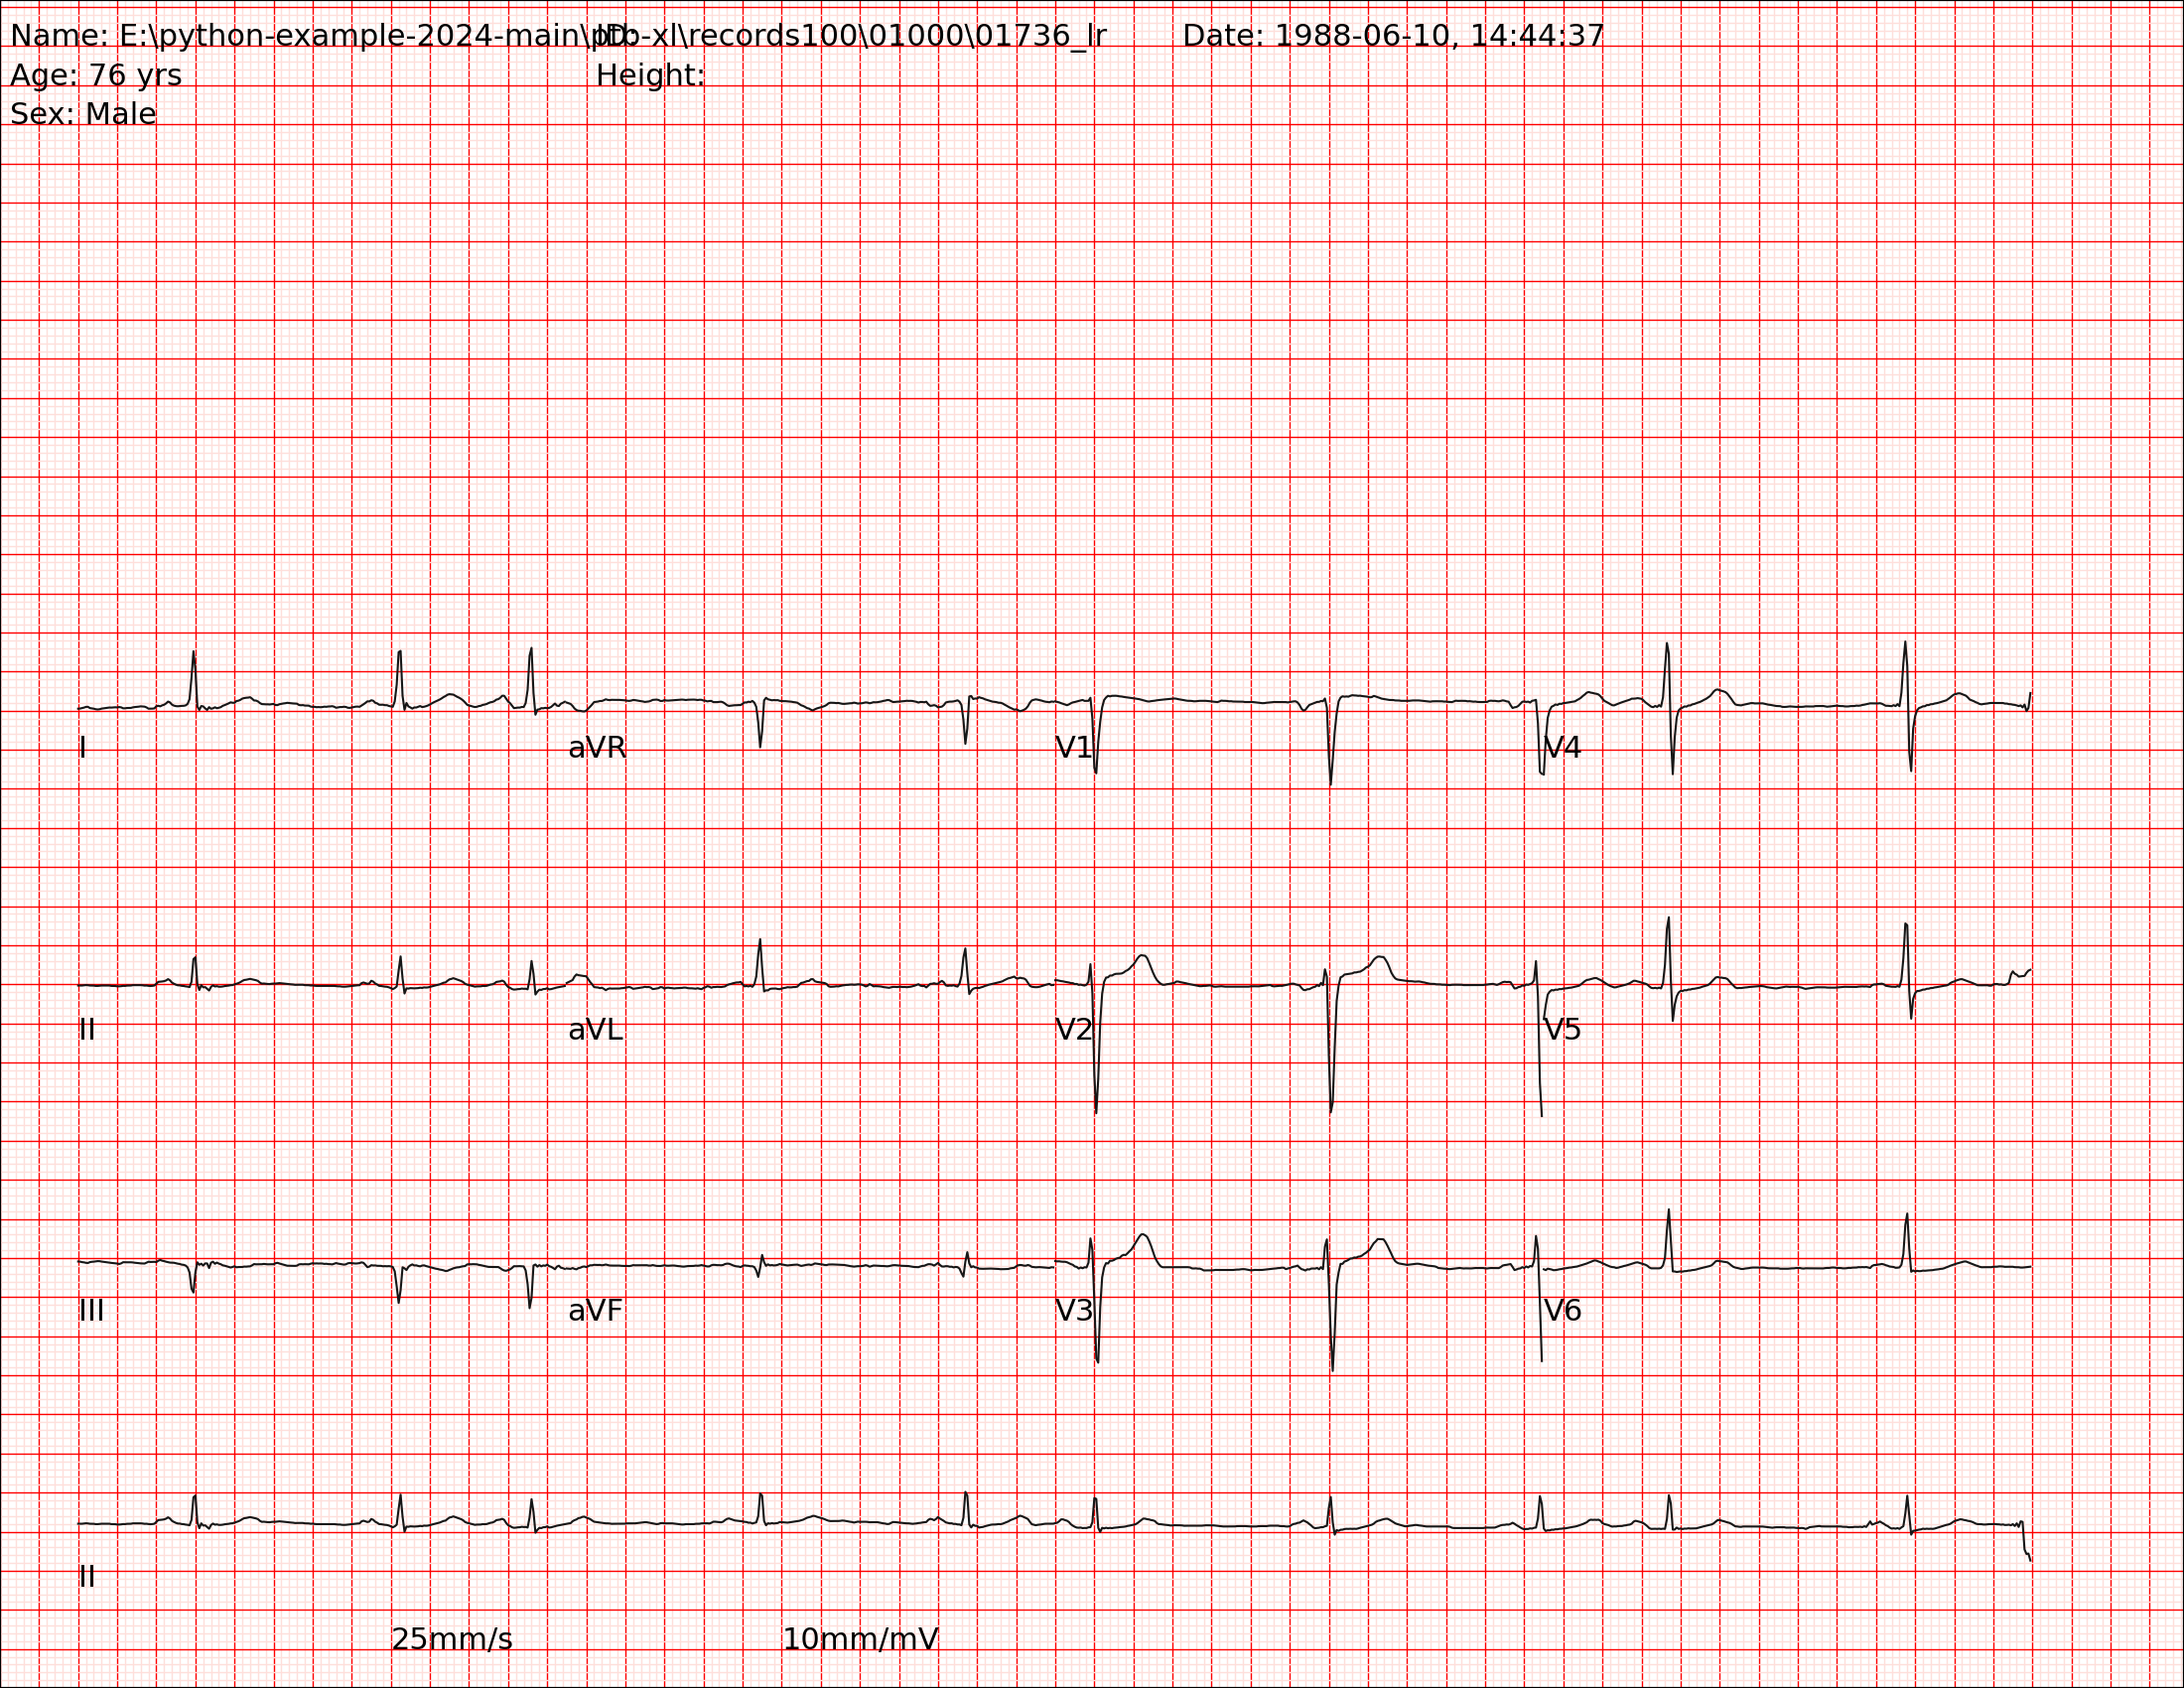 Name: E:\python-example-2024-main\ptb-xl\records100\01000\01736_lr ID: Date: 1988-06-10, 14:44:37
Age: 76 yrs Height:
Sex: Male
I aVR V1 V4
II aVL V2 V5
III aVF V3 V6
II
25mm/s 10mm/mV